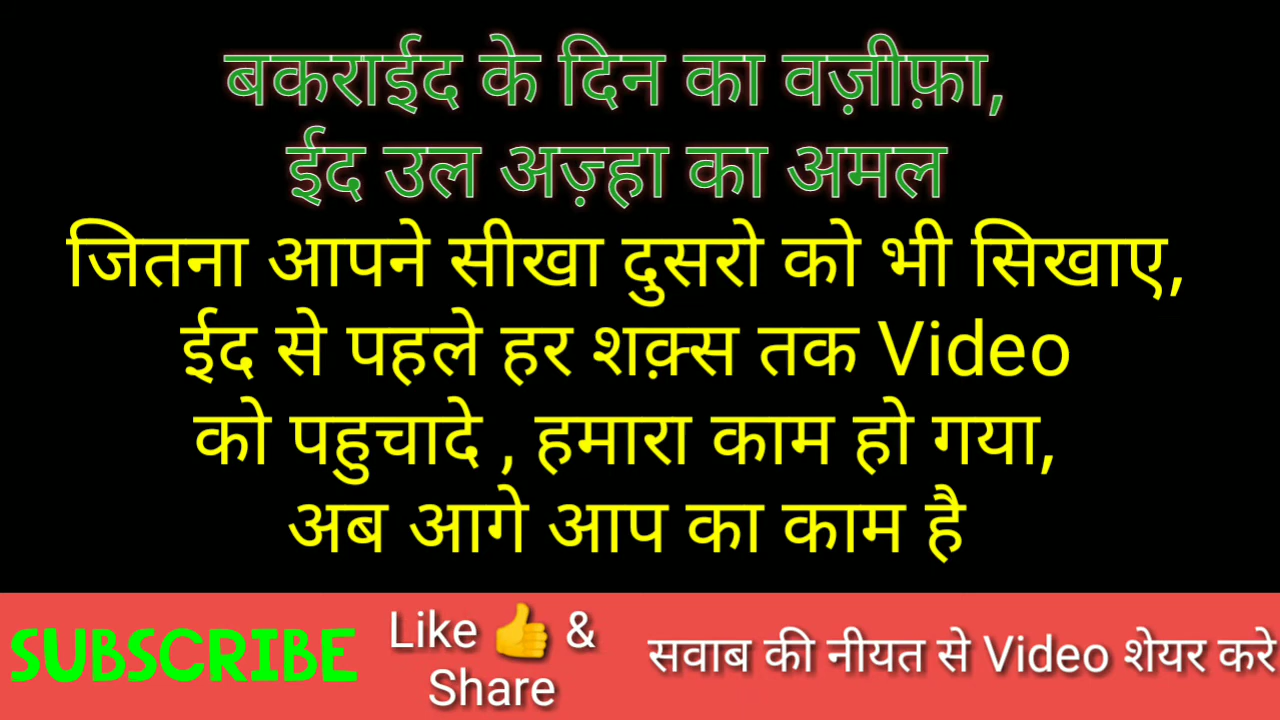 बकराईद के दिन का वज़ीफ़ा,
ईद उल अज़्हा का अमल
जितना आपने सीखा दुसरो को भी सिखाए,
ईद से पहले हर शक़्स तक Video
को पहुचादे , हमारा काम हो गया,
अब आगे आप का काम है
SUBSCRIBE
Like 👍 &
Share
सवाब की नीयत से Video शेयर करे